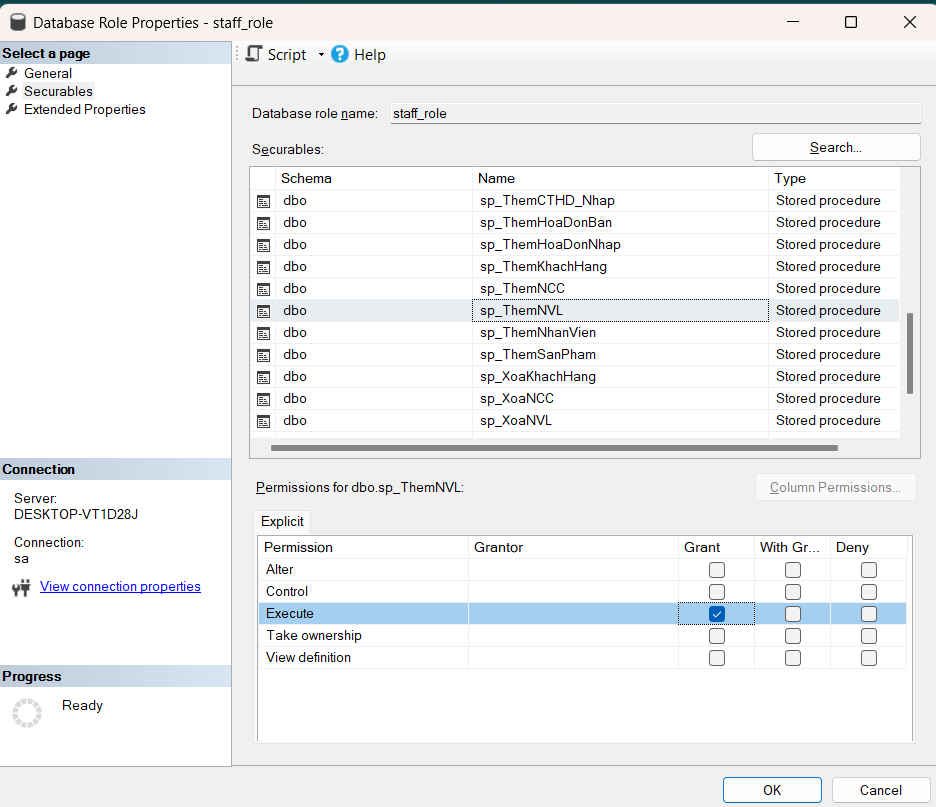 Database Role Properties - staff_role
Select a page
General
Securables
Extended Properties
Script
Help
Database role name: staff_role
Securables:
Search...
Schema Name Type
dbo sp_ThemCTHD_Nhap Stored procedure
dbo sp_ThemHoaDonBan Stored procedure
dbo sp_ThemHoaDonNhap Stored procedure
dbo sp_ThemKhachHang Stored procedure
dbo sp_ThemNCC Stored procedure
dbo sp_ThemNVL Stored procedure
dbo sp_ThemNhanVien Stored procedure
dbo sp_ThemSanPham Stored procedure
dbo sp_XoaKhachHang Stored procedure
dbo sp_XoaNCC Stored procedure
dbo sp_XoaNVL Stored procedure
Connection
Server:
DESKTOP-VT1D28J
Connection:
sa
View connection properties
Permissions for dbo.sp_ThemNVL:
Column Permissions...
Explicit
Permission Grantor Grant With Gr... Deny
Alter
Control
Execute
Take ownership
View definition
Progress
Ready
OK
Cancel